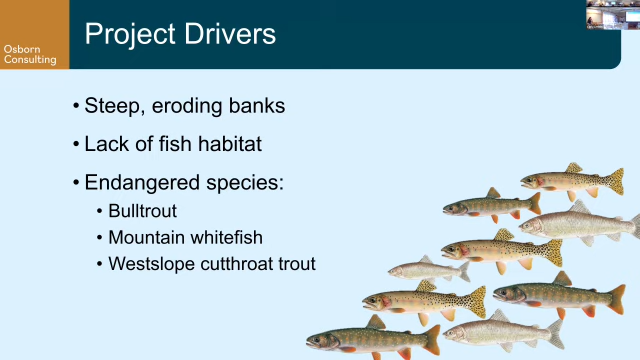 Project Drivers
Osborn
Consulting
• Steep, eroding banks
• Lack of fish habitat
• Endangered species:
• Bulltrout
• Mountain whitefish
• Westslope cutthroat trout